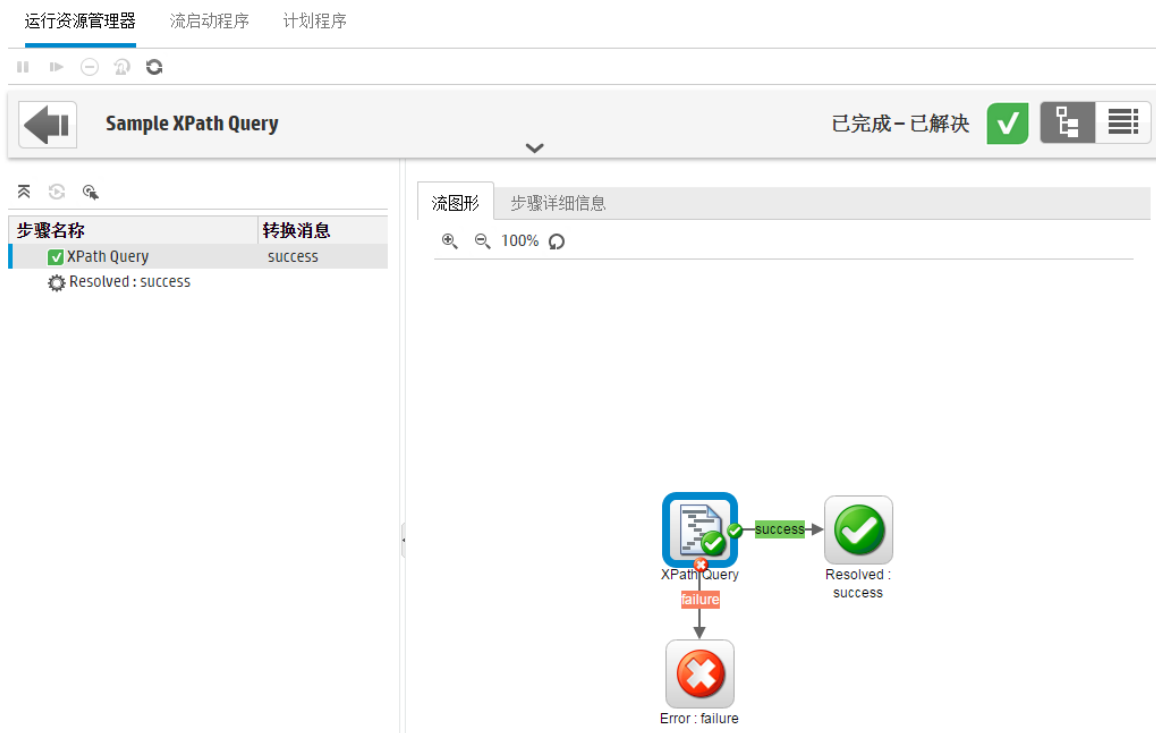 运行资源管理器 流启动程序 计划程序
Sample XPath Query 已完成 – 已解决
流图形 步骤详细信息
步骤名称 转换消息
100%
XPath Query success
Resolved : success
success
XPath Query
Resolved :
success
failure
Error : failure